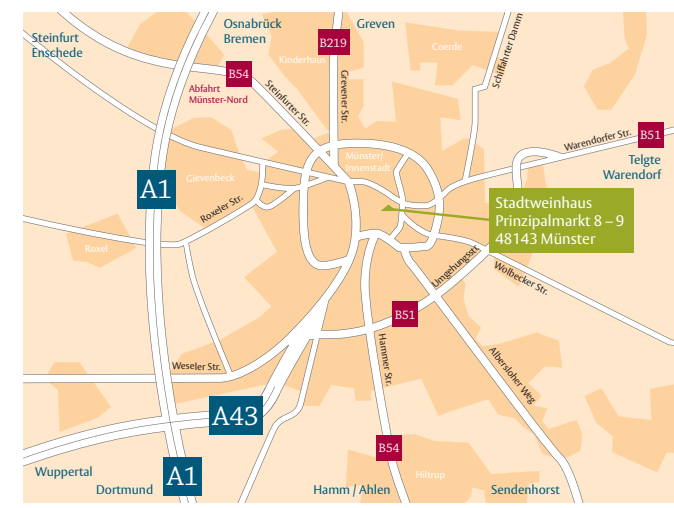 Osnabrück
Bremen
Greven
Steinfurt
Enschede
B219
Kinderhaus
Coerde
Schiffahrter Damm
B54
Abfahrt
Münster-Nord
Steinfurter Str.
Grevener Str.
B51
Warendorfer Str.
Telgte
Warendorf
Münster/
Innenstadt
Gievenbeck
A1
Roxeler Str.
Stadtweinhaus
Prinzipalmarkt 8 – 9
48143 Münster
Roxel
Umgehungsstr.
Wolbecker Str.
B51
Hammer Str.
Albersloher Weg
Weseler Str.
A43
B54
Wuppertal
A1
Hiltrup
Dortmund
Hamm / Ahlen
Sendenhorst